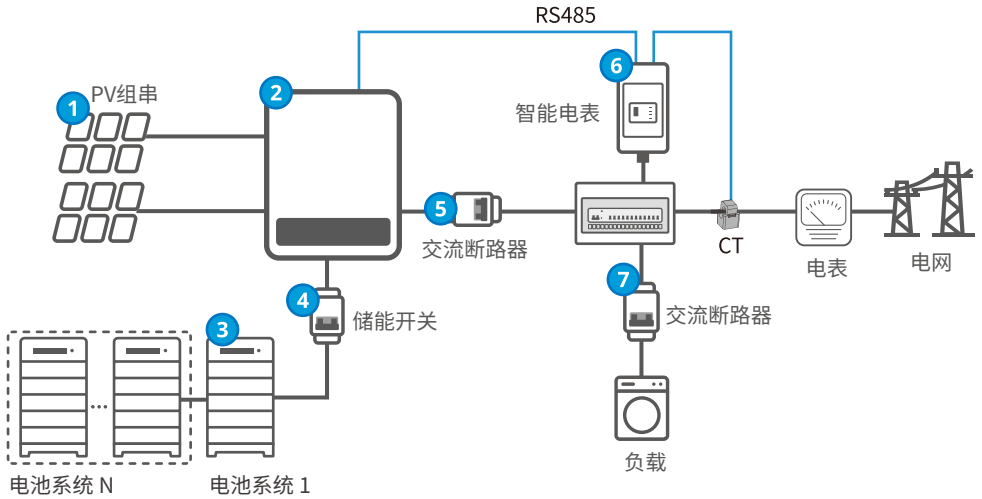 RS485
6
PV组串
2
1
智能电表
5
交流断路器
CT
电表
电网
7
4
储能开关
交流断路器
3
负载
电池系统 N
电池系统 1